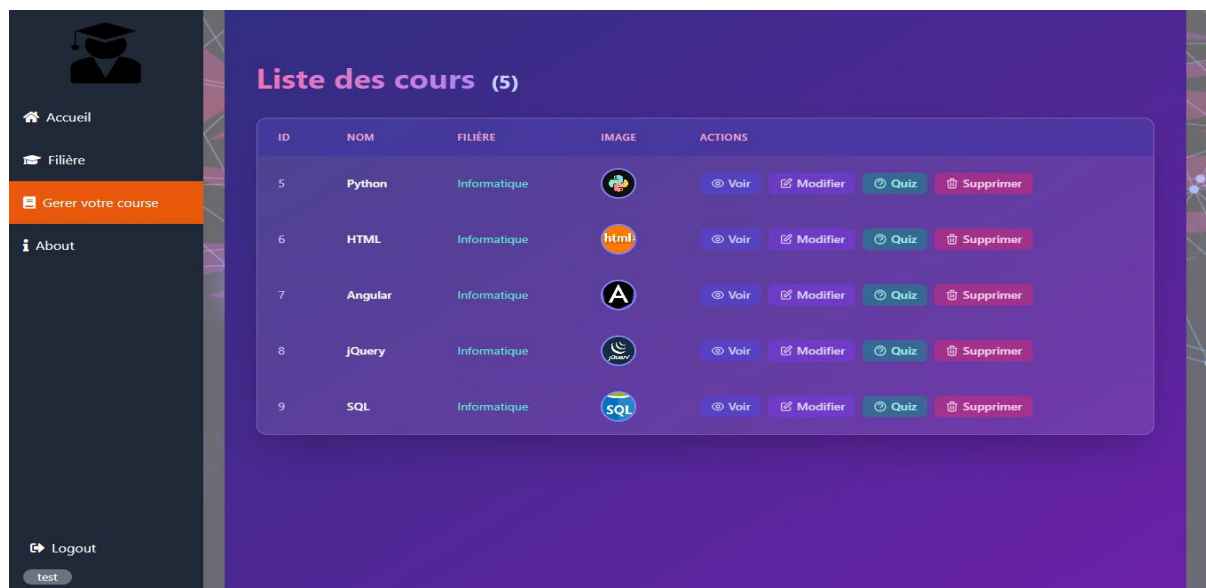 Accueil
Filière
Gerer votre course
About
Logout
test
Liste des cours (5)
ID NOM FILIÈRE IMAGE ACTIONS
5 Python Informatique Voir Modifier Quiz Supprimer
6 HTML Informatique html Voir Modifier Quiz Supprimer
7 Angular Informatique A Voir Modifier Quiz Supprimer
8 jQuery Informatique jQuery Voir Modifier Quiz Supprimer
9 SQL Informatique SQL Voir Modifier Quiz Supprimer